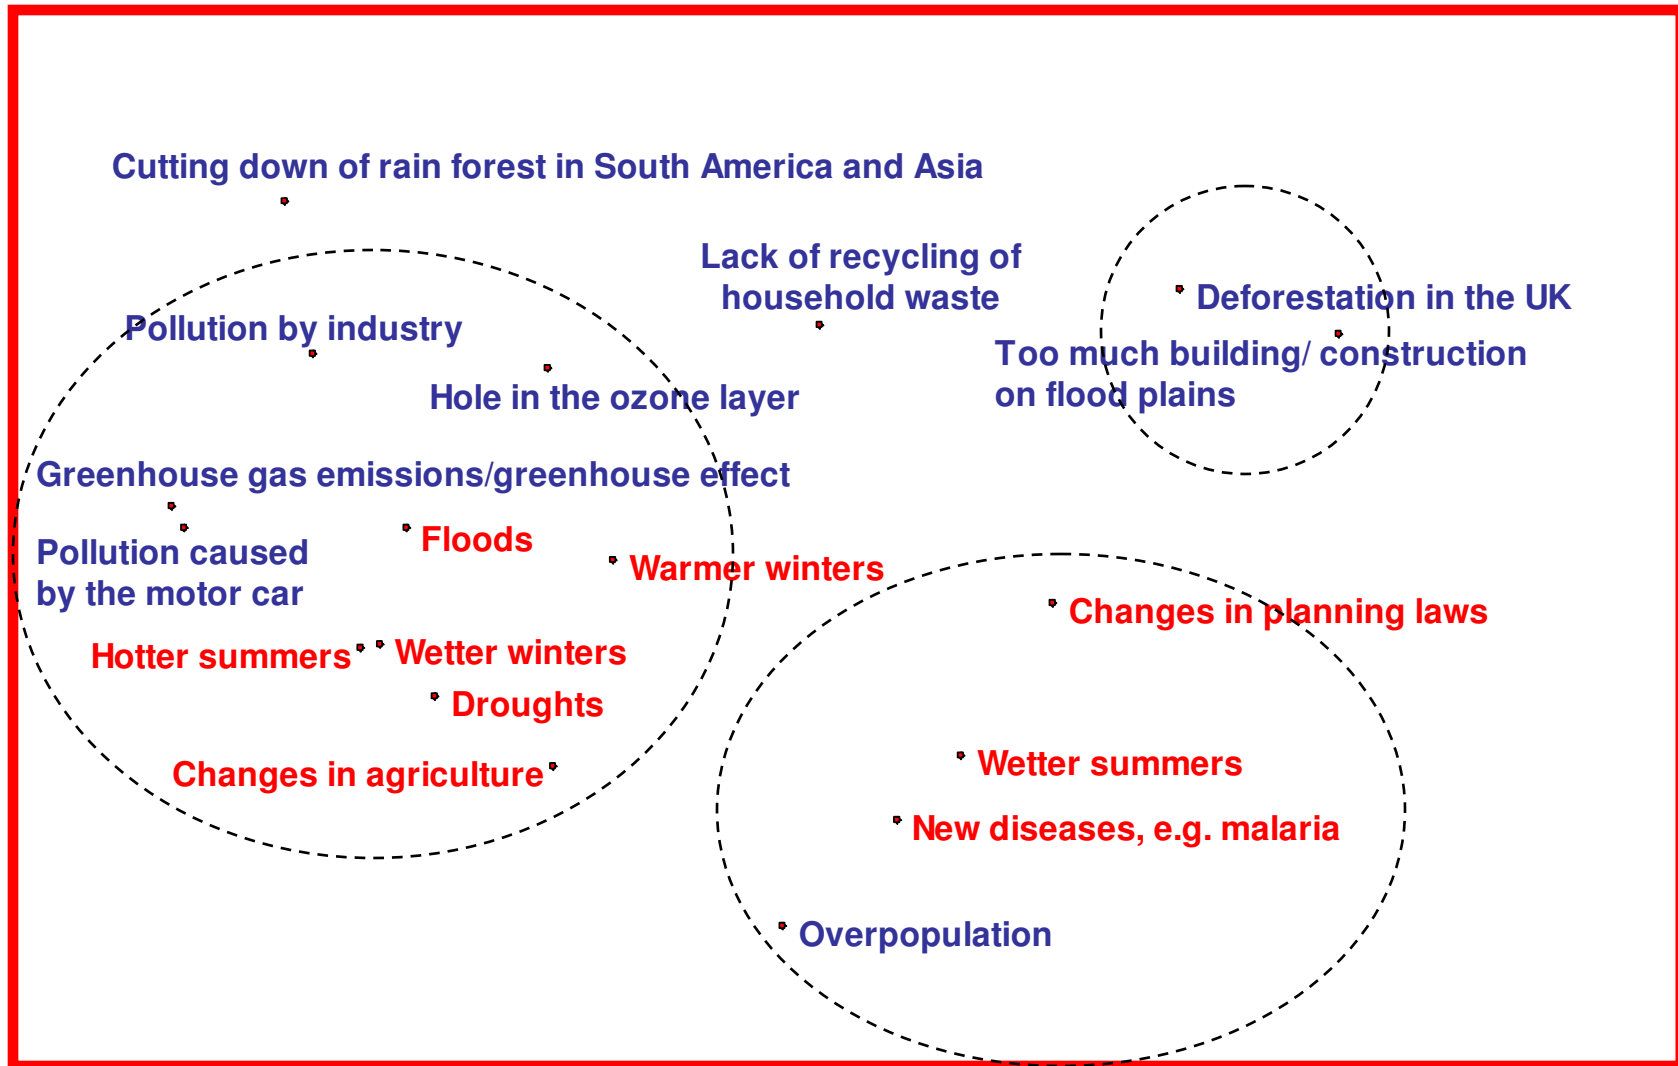 Cutting down of rain forest in South America and Asia
Lack of recycling of
household waste
Deforestation in the UK
Pollution by industry
Too much building/ construction
on flood plains
Hole in the ozone layer
Greenhouse gas emissions/greenhouse effect
Floods
Pollution caused
by the motor car
Warmer winters
Changes in planning laws
Hotter summers
Wetter winters
Droughts
Wetter summers
Changes in agriculture
New diseases, e.g. malaria
Overpopulation